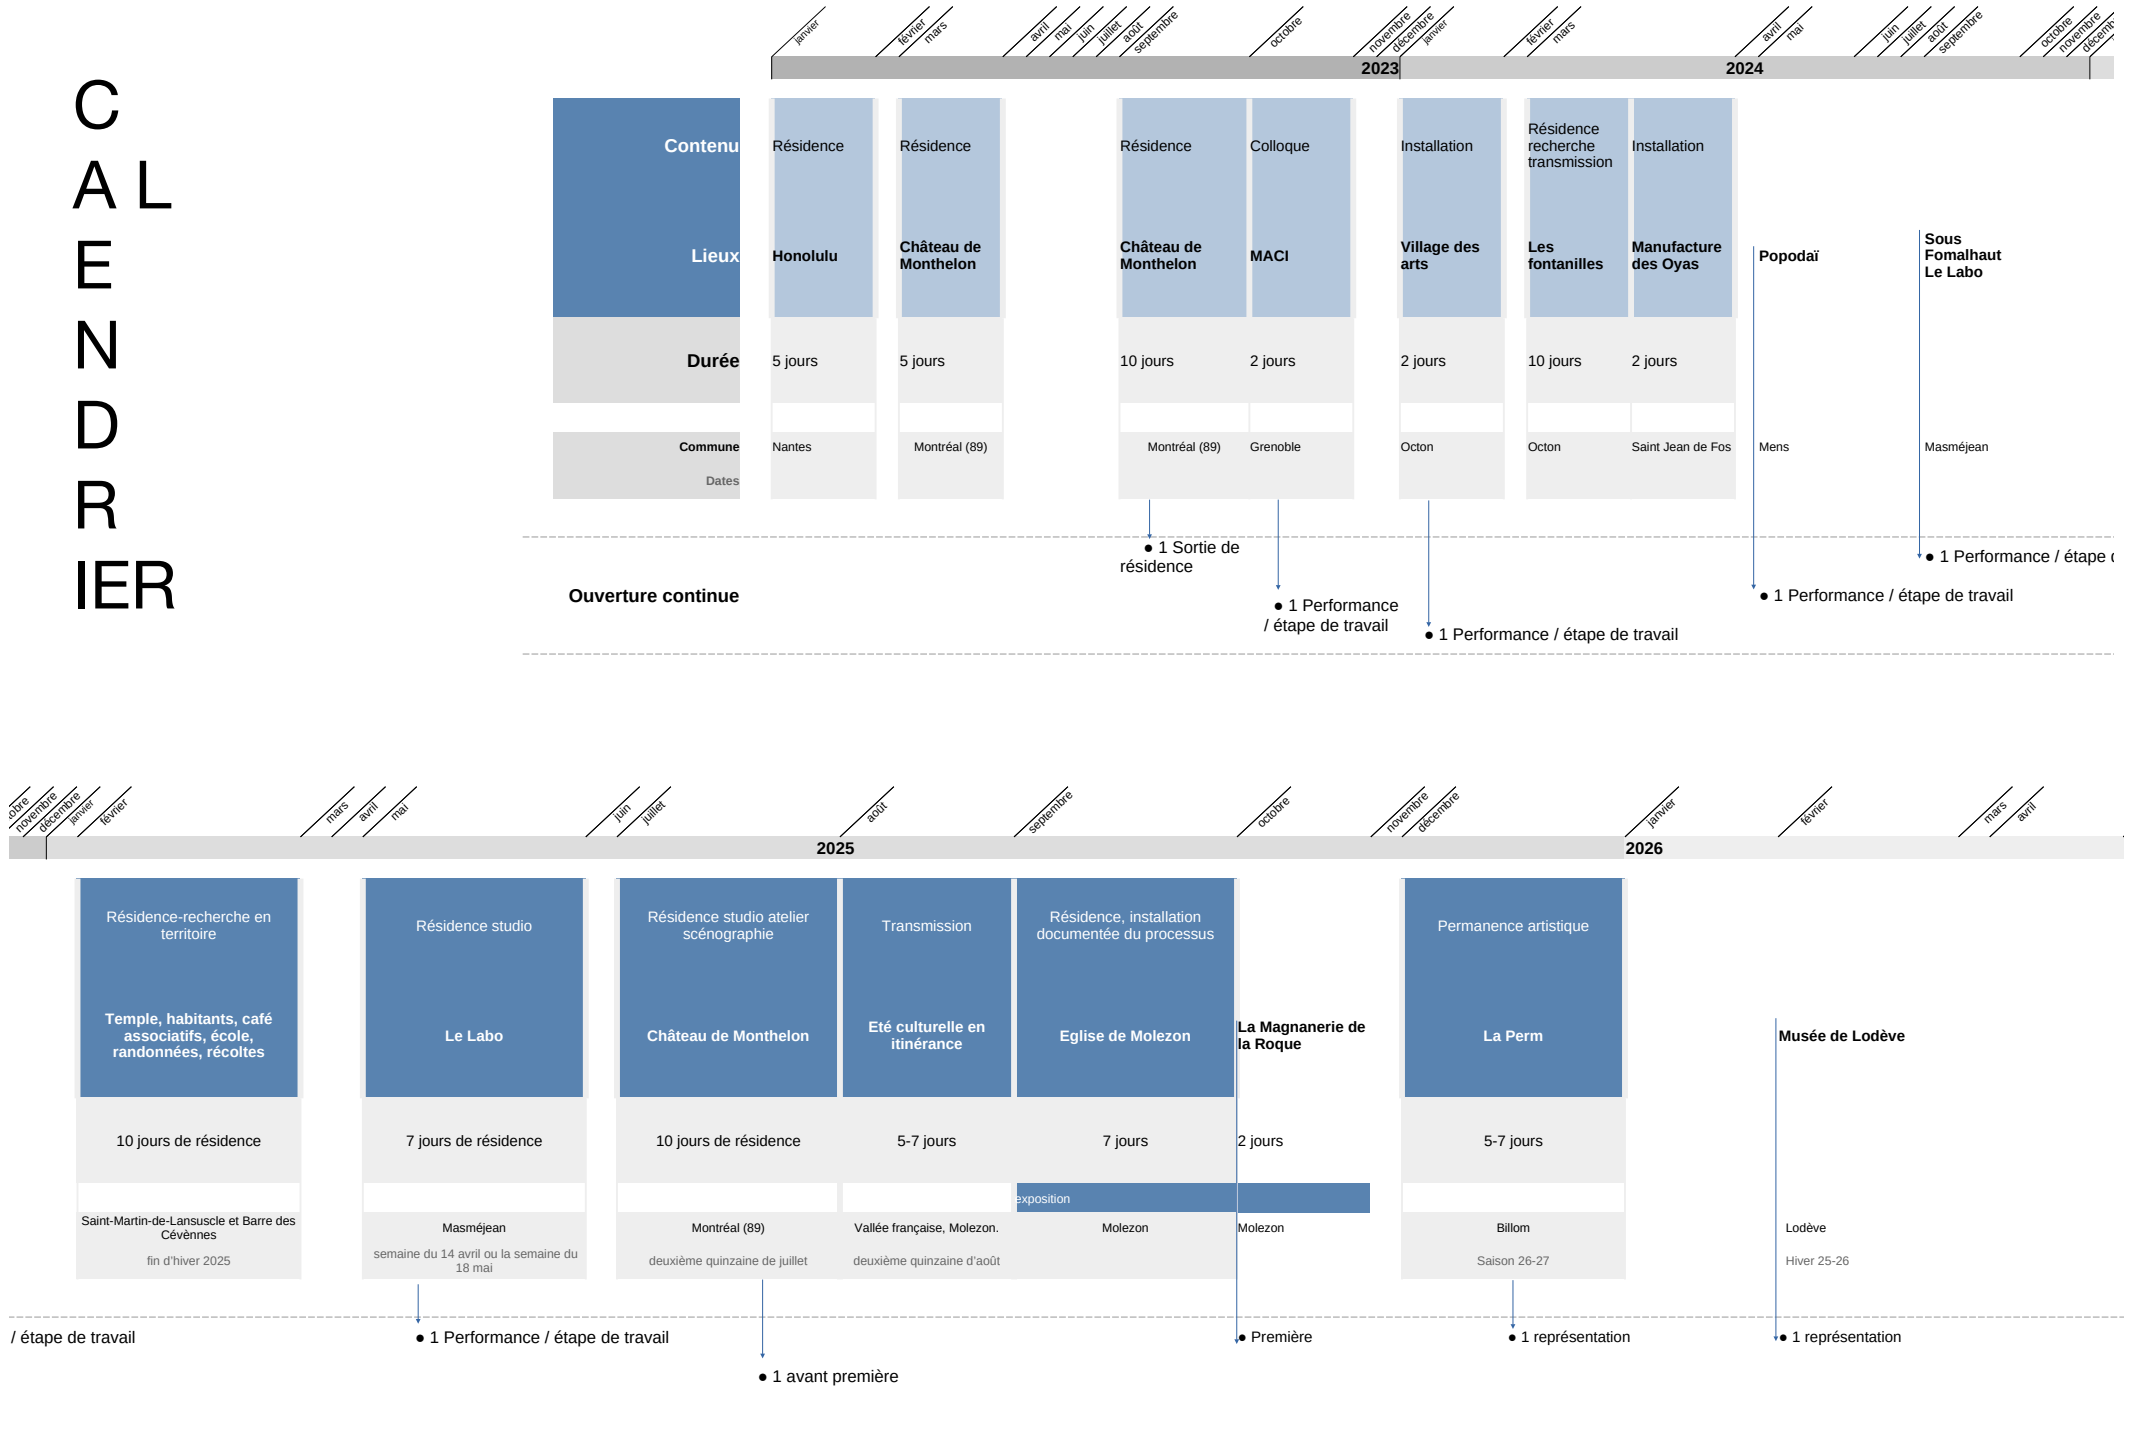 C
A L
E
N
D
R
IER
janvier février mars avril mai juin juillet août septembre octobre novembre décembre janvier février mars avril mai juin juillet août septembre octobre novembre
2023 2024
Contenu Résidence Résidence Résidence Colloque Installation Résidence recherche transmission Installation
Lieux Honolulu Château de Monthelon Château de Monthelon MACI Village des arts Les fontanilles Manufacture des Oyas Popodaï Sous Fomalhaut Le Labo
Durée 5 jours 5 jours 10 jours 2 jours 2 jours 10 jours 2 jours
Commune Nantes Montréal (89) Montréal (89) Grenoble Octon Octon Saint Jean de Fos Mens Masméjean
Dates
Ouverture continue
● 1 Sortie de
résidence
● 1 Performance
/ étape de travail
● 1 Performance / étape de travail
● 1 Performance / étape de travail
● 1 Performance / étape
novembre décembre janvier février mars avril mai juin juillet août septembre octobre novembre décembre janvier février mars avril
2025 2026
Résidence-recherche en territoire Résidence studio Résidence studio atelier scénographie Transmission Résidence, installation documentée du processus Permanence artistique
Temple, habitants, café associatifs, école, randonnées, récoltes Le Labo Château de Monthelon Eté culturelle en itinérance Eglise de Molezon La Magnanerie de la Roque La Perm Musée de Lodève
10 jours de résidence 7 jours de résidence 10 jours de résidence 5-7 jours 7 jours 2 jours 5-7 jours
exposition
Saint-Martin-de-Lansuscle et Barre des Cévènnes Masméjean Montréal (89) Vallée française, Molezon. Molezon Molezon Billom Lodève
fin d'hiver 2025 semaine du 14 avril ou la semaine du 18 mai deuxième quinzaine de juillet deuxième quinzaine d'août Saison 26-27 Hiver 25-26
/ étape de travail ● 1 Performance / étape de travail ● Première ● 1 représentation ● 1 représentation
● 1 avant première